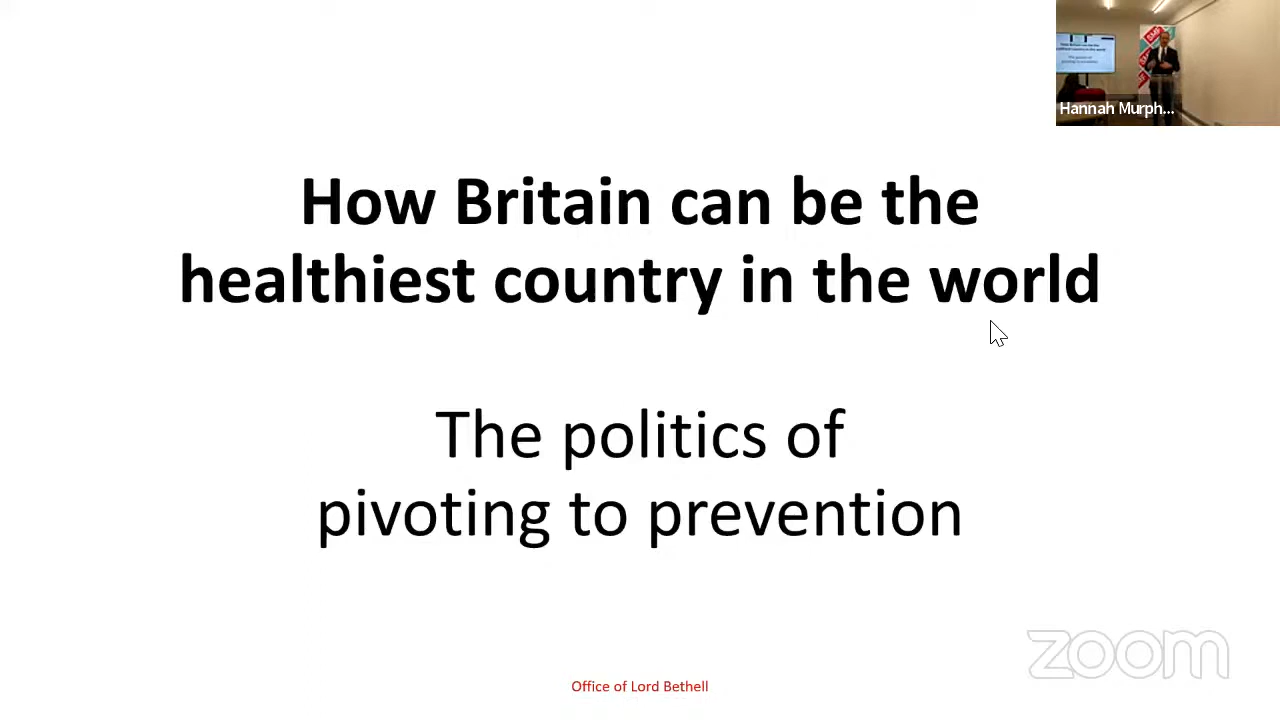 How Britain can be the
healthiest country in the world
The politics of
pivoting to prevention
Office of Lord Bethell
Hannah Murph...
zoom